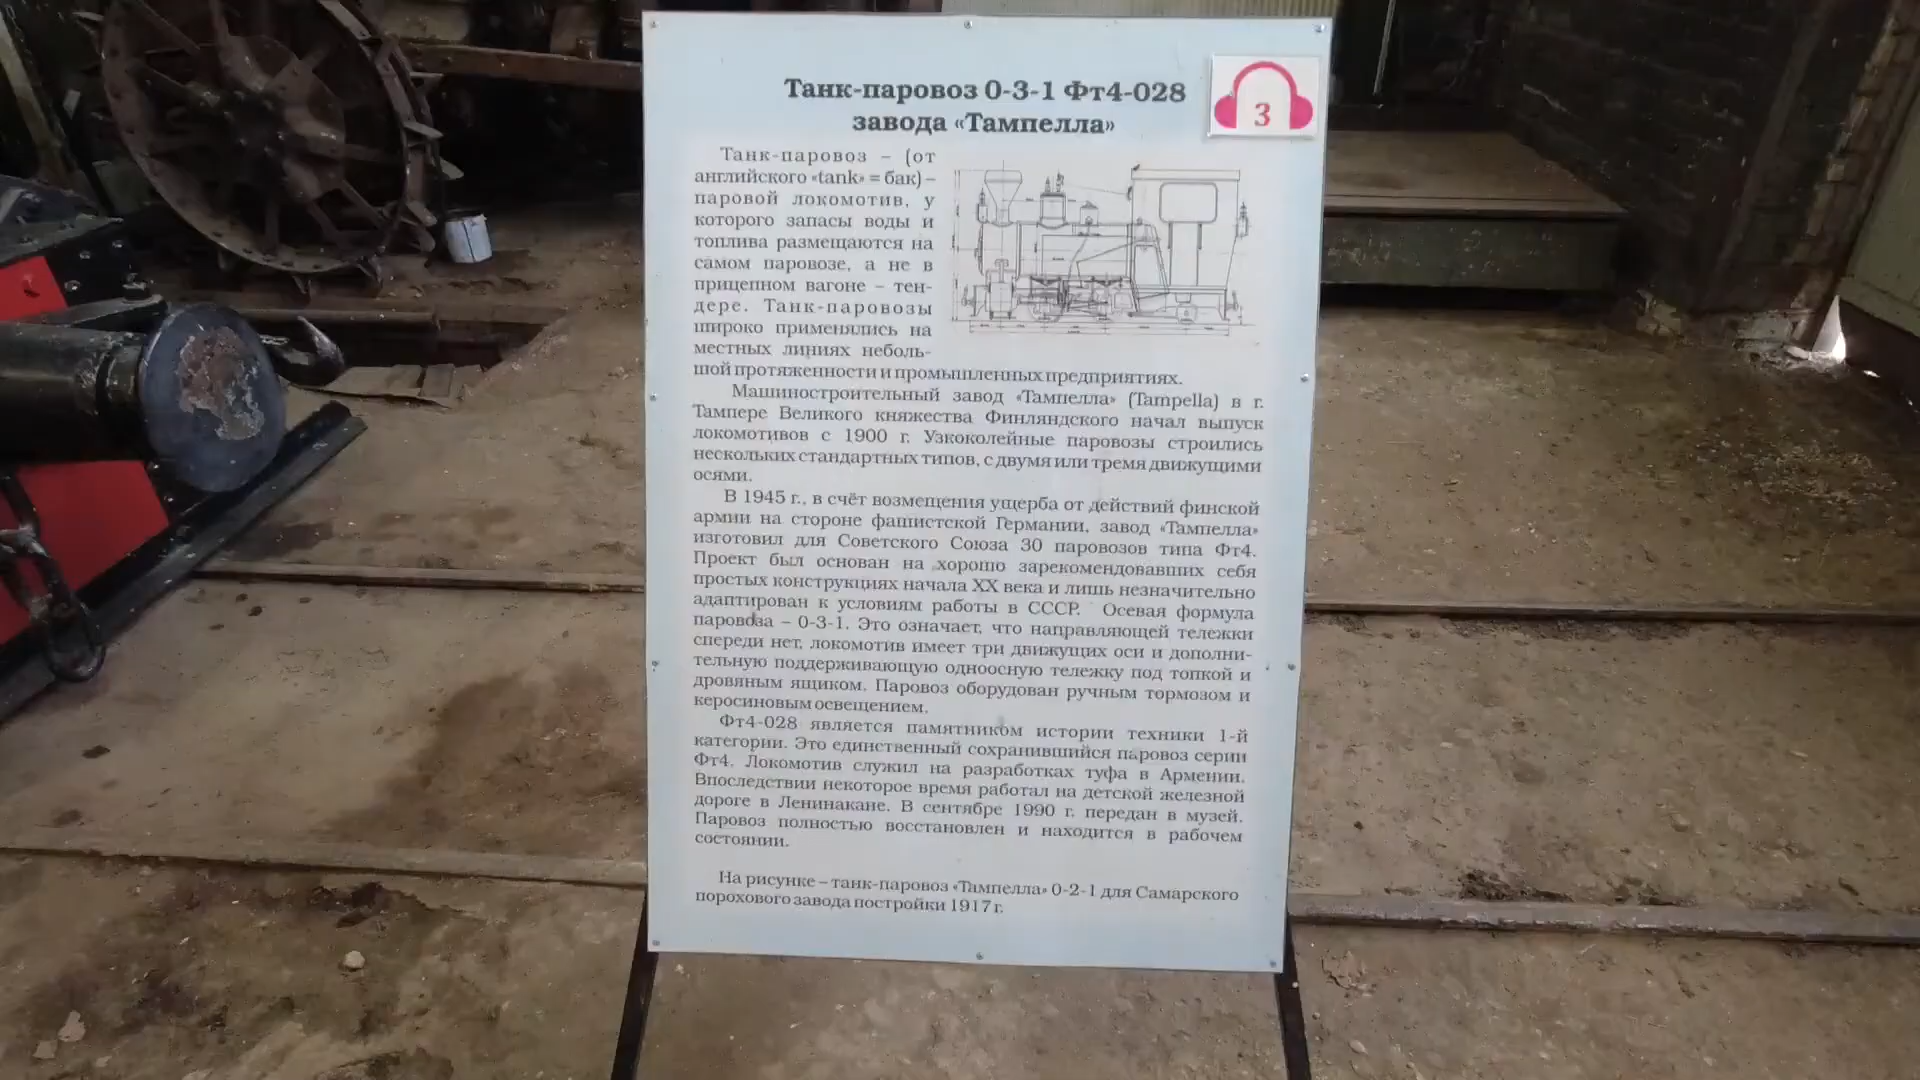 Танк-паровоз 0-3-1 Фт4-028
завода «Тампелла»
3
Танк-паровоз – (от
английского «tank» = бак) –
паровой локомотив, у
которого запасы воды и
топлива размещаются на
самом паровозе, а не в
прицепном вагоне – тен-
дере. Танк-паровозы
широко применялись на
местных линиях неболь-
шой протяженности и промышленных предприятиях.
Машиностроительный завод «Тампелла» (Tampella) в г.
Тампере Великого княжества Финляндского начал выпуск
локомотивов с 1900 г. Узкоколейные паровозы строились
нескольких стандартных типов, с двумя или тремя движущими
осями.
В 1945 г., в счёт возмещения ущерба от действий финской
армии на стороне фашистской Германии, завод «Тампелла»
изготовил для Советского Союза 30 паровозов типа Фт4.
Проект был основан на хорошо зарекомендовавших себя
простых конструкциях начала XX века и лишь незначительно
адаптирован к условиям работы в СССР. Осевая формула
паровоза – 0-3-1. Это означает, что направляющей тележки
спереди нет, локомотив имеет три движущих оси и дополни-
тельную поддерживающую одноосную тележку под топкой и
дровяным ящиком. Паровоз оборудован ручным тормозом и
керосиновым освещением.
Фт4-028 является памятником истории техники 1-й
категории. Это единственный сохранившийся паровоз серии
Фт4. Локомотив служил на разработках туфа в Армении.
Впоследствии некоторое время работал на детской железной
дороге в Ленинакане. В сентябре 1990 г. передан в музей.
Паровоз полностью восстановлен и находится в рабочем
состоянии.
На рисунке – танк-паровоз «Тампелла» 0-2-1 для Самарского
порохового завода постройки 1917 г.